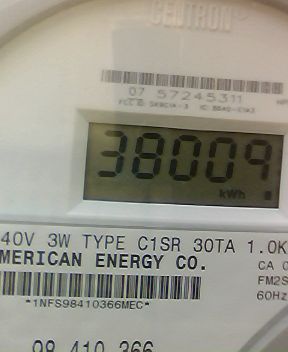 CENTRON
07 57245311
38009
kWh
40V 3W TYPE C1SR 30TA 1.0K
MERICAN ENERGY CO.
CA 0
FM2S
60Hz
*1NFS98410366MEC*
98 410 366